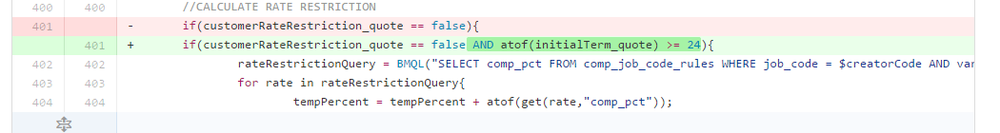 400 400 //CALCULATE RATE RESTRICTION
401 - if(customerRateRestriction_quote == false){
401 + if(customerRateRestriction_quote == false AND atof(initialTerm_quote) >= 24){
402 402 rateRestrictionQuery = BMQL("SELECT comp_pct FROM comp_job_code_rules WHERE job_code = $creatorCode AND var
403 403 for rate in rateRestrictionQuery{
404 404 tempPercent = tempPercent + atof(get(rate,"comp_pct"));